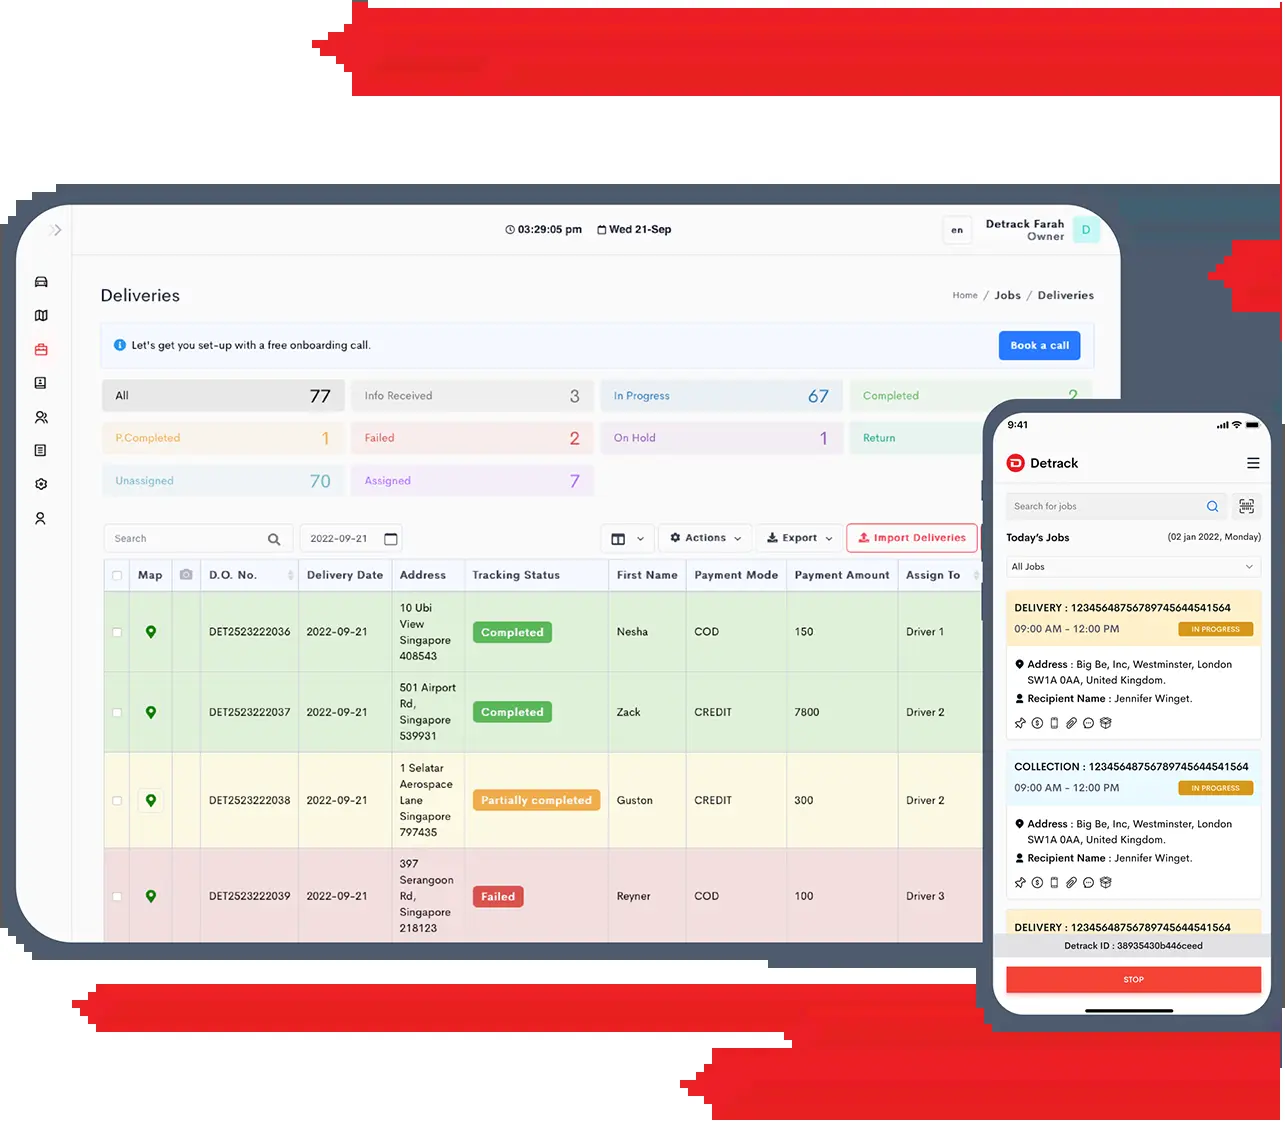 03:29:05 pm Wed 21-Sep
en
Detrack Farah
Owner
D
Deliveries
Home / Jobs / Deliveries
Let's get you set-up with a free onboarding call.
Book a call
All 77
Info Received 3
In Progress 67
Completed 2
P.Completed 1
Failed 2
On Hold 1
Return
Unassigned 70
Assigned 7
Search
2022-09-21
Actions
Export
Import Deliveries
Map D.O. No. Delivery Date Address Tracking Status First Name Payment Mode Payment Amount Assign To
10 Ubi
View
Singapore
408543
DET2523222036 2022-09-21 Completed Nesha COD 150 Driver 1
501 Airport
Rd,
Singapore
539931
DET2523222037 2022-09-21 Completed Zack CREDIT 7800 Driver 2
1 Selatar
Aerospace
Lane
Singapore
797435
DET2523222038 2022-09-21 Partially completed Guston CREDIT 300 Driver 2
397
Serangoon
Rd,
Singapore
218123
DET2523222039 2022-09-21 Failed Reyner COD 100 Driver 3
9:41
Detrack
Search for jobs
Today's Jobs (02 jan 2022, Monday)
All Jobs
DELIVERY : 12345648756789745644541564
09:00 AM - 12:00 PM IN PROGRESS
Address : Big Be, Inc, Westminster, London
SW1A 0AA, United Kingdom.
Recipient Name : Jennifer Winget.
COLLECTION : 12345648756789745644541564
09:00 AM - 12:00 PM IN PROGRESS
Address : Big Be, Inc, Westminster, London
SW1A 0AA, United Kingdom.
Recipient Name : Jennifer Winget.
DELIVERY : 12345648756789745644541564
Detrack ID : 38935430b446ceed
STOP